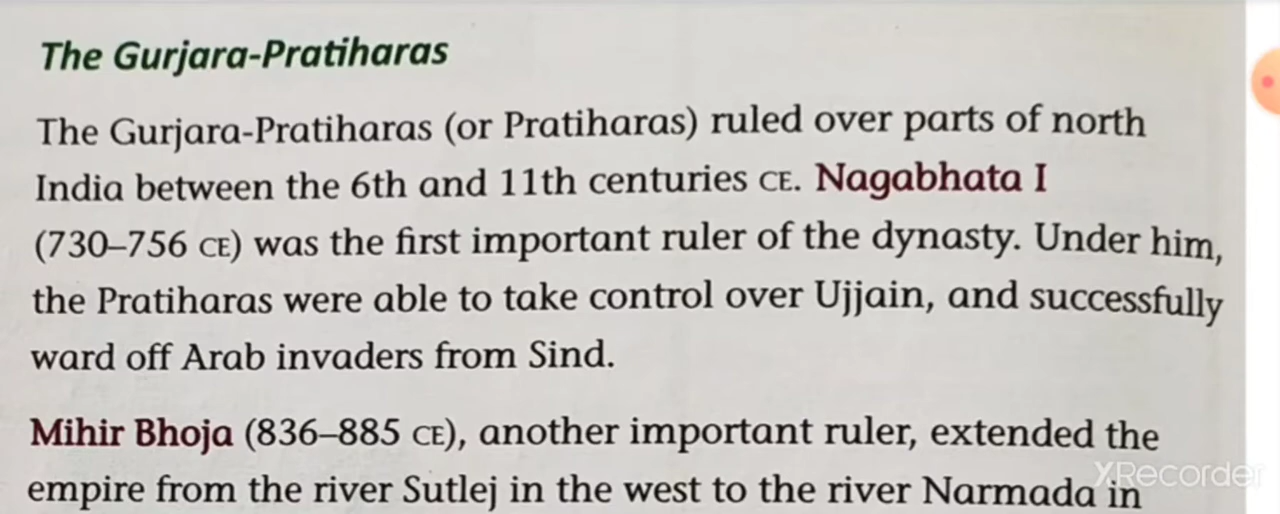 The Gurjara-Pratiharas
The Gurjara-Pratiharas (or Pratiharas) ruled over parts of north
India between the 6th and 11th centuries CE. Nagabhata I
(730–756 CE) was the first important ruler of the dynasty. Under him,
the Pratiharas were able to take control over Ujjain, and successfully
ward off Arab invaders from Sind.
Mihir Bhoja (836–885 CE), another important ruler, extended the
empire from the river Sutlej in the west to the river Narmada in
XRecorder